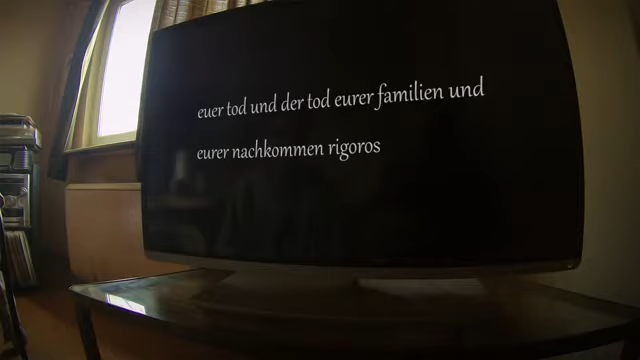 euer tod und der tod eurer familien und
eurer nachkommen rigoros